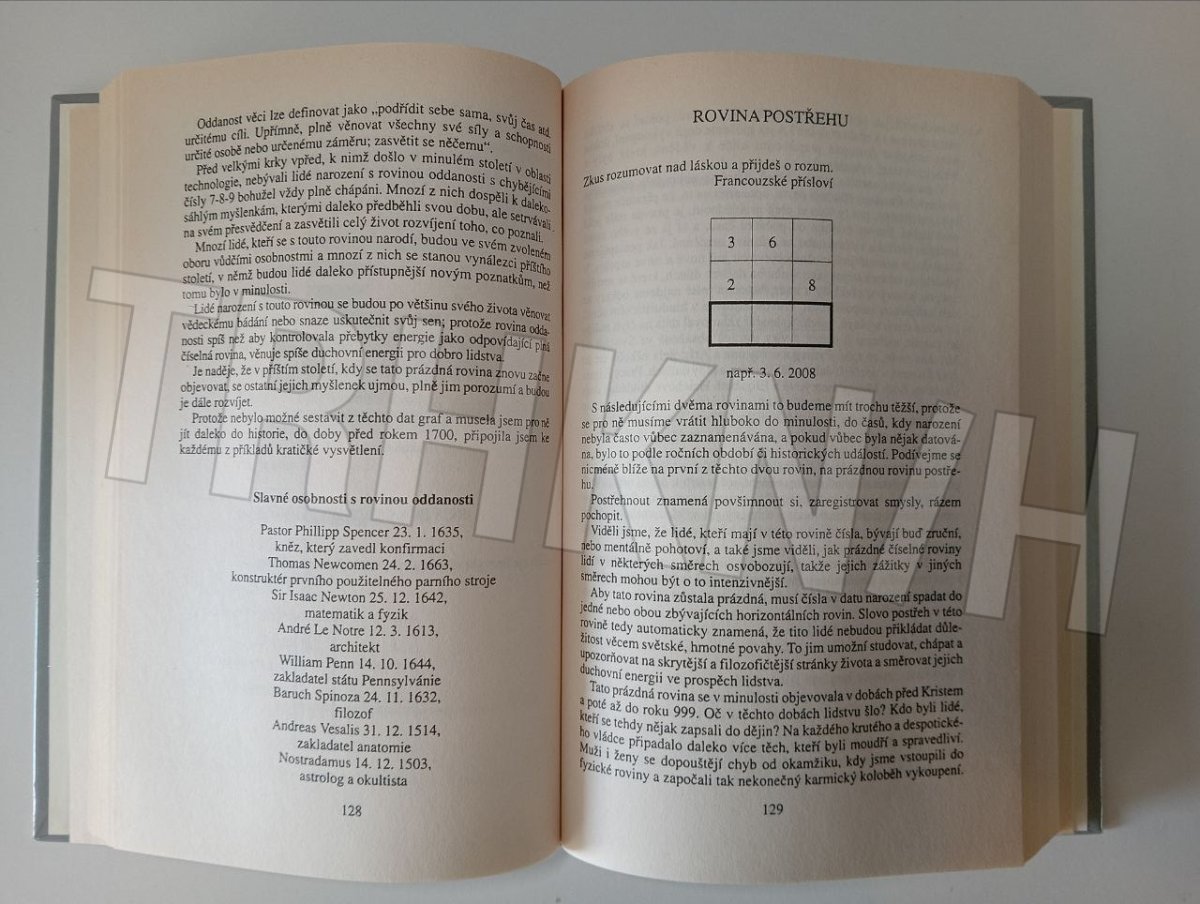 Oddanost věci lze definovat jako „podřídit sebe sama, svůj čas atd.
určitému cíli. Upřímně, plně věnovat všechny své síly a schopnosti
určité osobě nebo určenému záměru; zasvětit se něčemu“.
Před velkými krky vpřed, k nimž došlo v minulém století v oblasti
technologie, nebývali lidé narození s rovinou oddanosti s chybějícími
čísly 7-8-9 bohužel vždy plně chápáni. Mnozí z nich dospěli k daleko-
sáhlým myšlenkám, kterými daleko předběhli svou dobu, ale setrvávali
na svém přesvědčení a zasvětili celý život rozvíjení toho, co poznali.
Mnozí lidé, kteří se s touto rovinou narodí, budou ve svém zvoleném
oboru vůdčími osobnostmi a mnozí z nich se stanou vynálezci příštího
století, v němž budou lidé daleko přístupnější novým poznatkům, než
tomu bylo v minulosti.
Lidé narození s touto rovinou se budou po většinu svého života věnovat
vědeckému bádání nebo snaze uskutečnit svůj sen; protože rovina odda-
nosti spíš než aby kontrolovala přebytky energie jako odpovídající plná
číselná rovina, věnuje spíše duchovní energii pro dobro lidstva.
Je naděje, že v příštím století, kdy se tato prázdná rovina znovu začne
objevovat, se ostatní jejich myšlenek ujmou, plně jim porozumí a budou
je dále rozvíjet.
Protože nebylo možné sestavit z těchto dat graf a musela jsem pro ně
jít daleko do historie, do doby před rokem 1700, připojila jsem ke
každému z příkladů kratičké vysvětlení.
Slavné osobnosti s rovinou oddanosti
Pastor Phillipp Spencer 23. 1. 1635,
kněz, který zavedl konfirmaci
Thomas Newcomen 24. 2. 1663,
konstruktér prvního použitelného parního stroje
Sir Isaac Newton 25. 12. 1642,
matematik a fyzik
André Le Notre 12. 3. 1613,
architekt
William Penn 14. 10. 1644,
zakladatel státu Pennsylvánie
Baruch Spinoza 24. 11. 1632,
filozof
Andreas Vesalis 31. 12. 1514,
zakladatel anatomie
Nostradamus 14. 12. 1503,
astrolog a okultista
128
ROVINA POSTŘEHU
Zkus rozumovat nad láskou a přijdeš o rozum.
Francouzské přísloví
3 6
2 8
např. 3. 6. 2008
S následujícími dvěma rovinami to budeme mít trochu těžší, protože
se pro ně musíme vrátit hluboko do minulosti, do časů, kdy narození
nebyla často vůbec zaznamenávána, a pokud vůbec byla nějak datová-
na, bylo to podle ročních období či historických událostí. Podívejme se
nicméně blíže na první z těchto dvou rovin, na prázdnou rovinu postře-
hu.
Postřehnout znamená povšimnout si, zaregistrovat smysly, rázem
pochopit.
Viděli jsme, že lidé, kteří mají v této rovině čísla, bývají buď zruční,
nebo mentálně pohotoví, a také jsme viděli, jak prázdné číselné roviny
lidí v některých směrech osvobozují, takže jejich zážitky v jiných
směrech mohou být o to intenzivnější.
Aby tato rovina zůstala prázdná, musí čísla v datu narození spadat do
jedné nebo obou zbývajících horizontálních rovin. Slovo postřeh v této
rovině tedy automaticky znamená, že tito lidé nebudou přikládat důle-
žitost věcem světské, hmotné povahy. To jim umožní studovat, chápat a
upozorňovat na skrytější a filozofičtější stránky života a směrovat jejich
duchovní energii ve prospěch lidstva.
Tato prázdná rovina se v minulosti objevovala v dobách před Kristem
a poté až do roku 999. Oč v těchto dobách lidstvu šlo? Kdo byli lidé,
kteří se tehdy nějak zapsali do dějin? Na každého krutého a despotické-
ho vládce připadalo daleko více těch, kteří byli moudří a spravedliví.
Muži i ženy se dopouštějí chyb od okamžiku, kdy jsme vstoupili do
fyzické roviny a započali tak nekonečný karmický koloběh vykoupení.
129
TRHKNIH